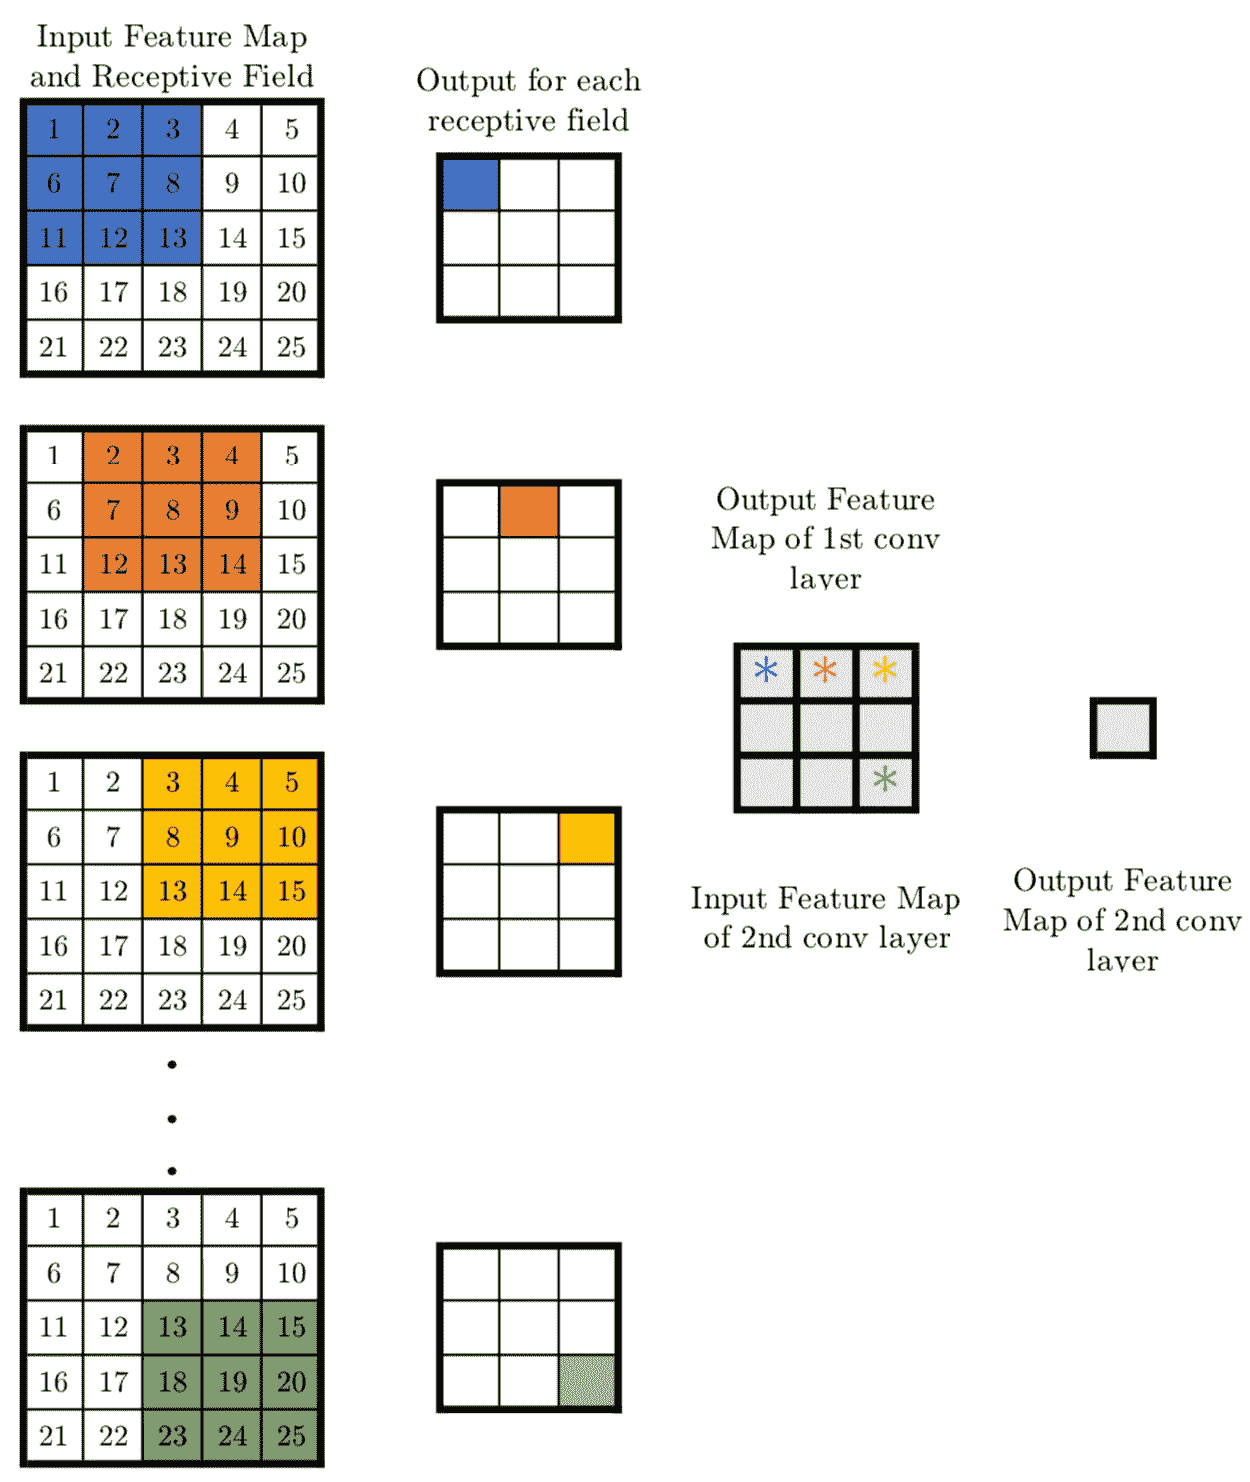 Input Feature Map
and Receptive Field
1 2 3 4 5
6 7 8 9 10
11 12 13 14 15
16 17 18 19 20
21 22 23 24 25
Output for each
receptive field
1 2 3 4 5
6 7 8 9 10
11 12 13 14 15
16 17 18 19 20
21 22 23 24 25
1 2 3 4 5
6 7 8 9 10
11 12 13 14 15
16 17 18 19 20
21 22 23 24 25
1 2 3 4 5
6 7 8 9 10
11 12 13 14 15
16 17 18 19 20
21 22 23 24 25
Output Feature
Map of 1st conv
layer
* * *
*
Input Feature Map
of 2nd conv layer
Output Feature
Map of 2nd conv
layer